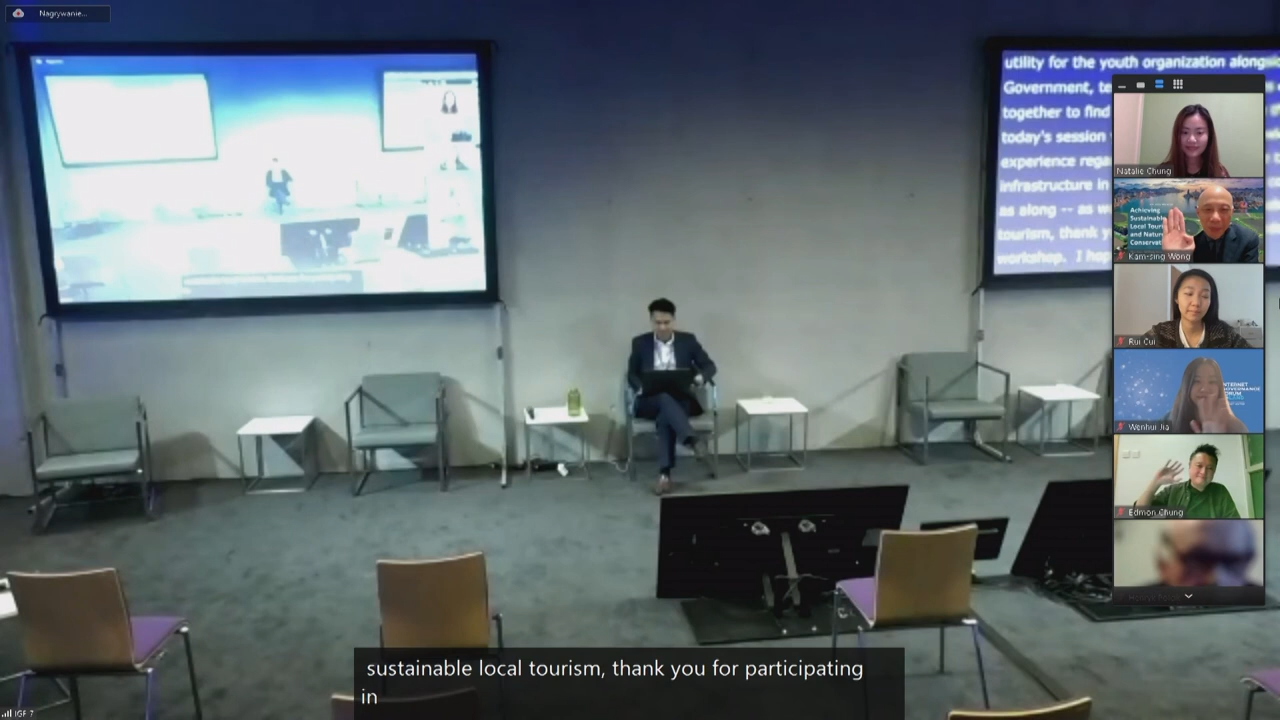 Nagrywanie...
utility for the youth organization along
Government, te
together to find
today's session
experience rega
infrastructure in
as along -- as w
tourism, thank y
workshop. I hop
Natalie Chung
Achieving
Sustainable
Local Tour
and Natur
Conservat
Kam-sing Wong
Rui Cui
INTERNET
GOVERNANCE
FORUM
Wenhui Jia
Edmon Chung
sustainable local tourism, thank you for participating
in
IGF 7